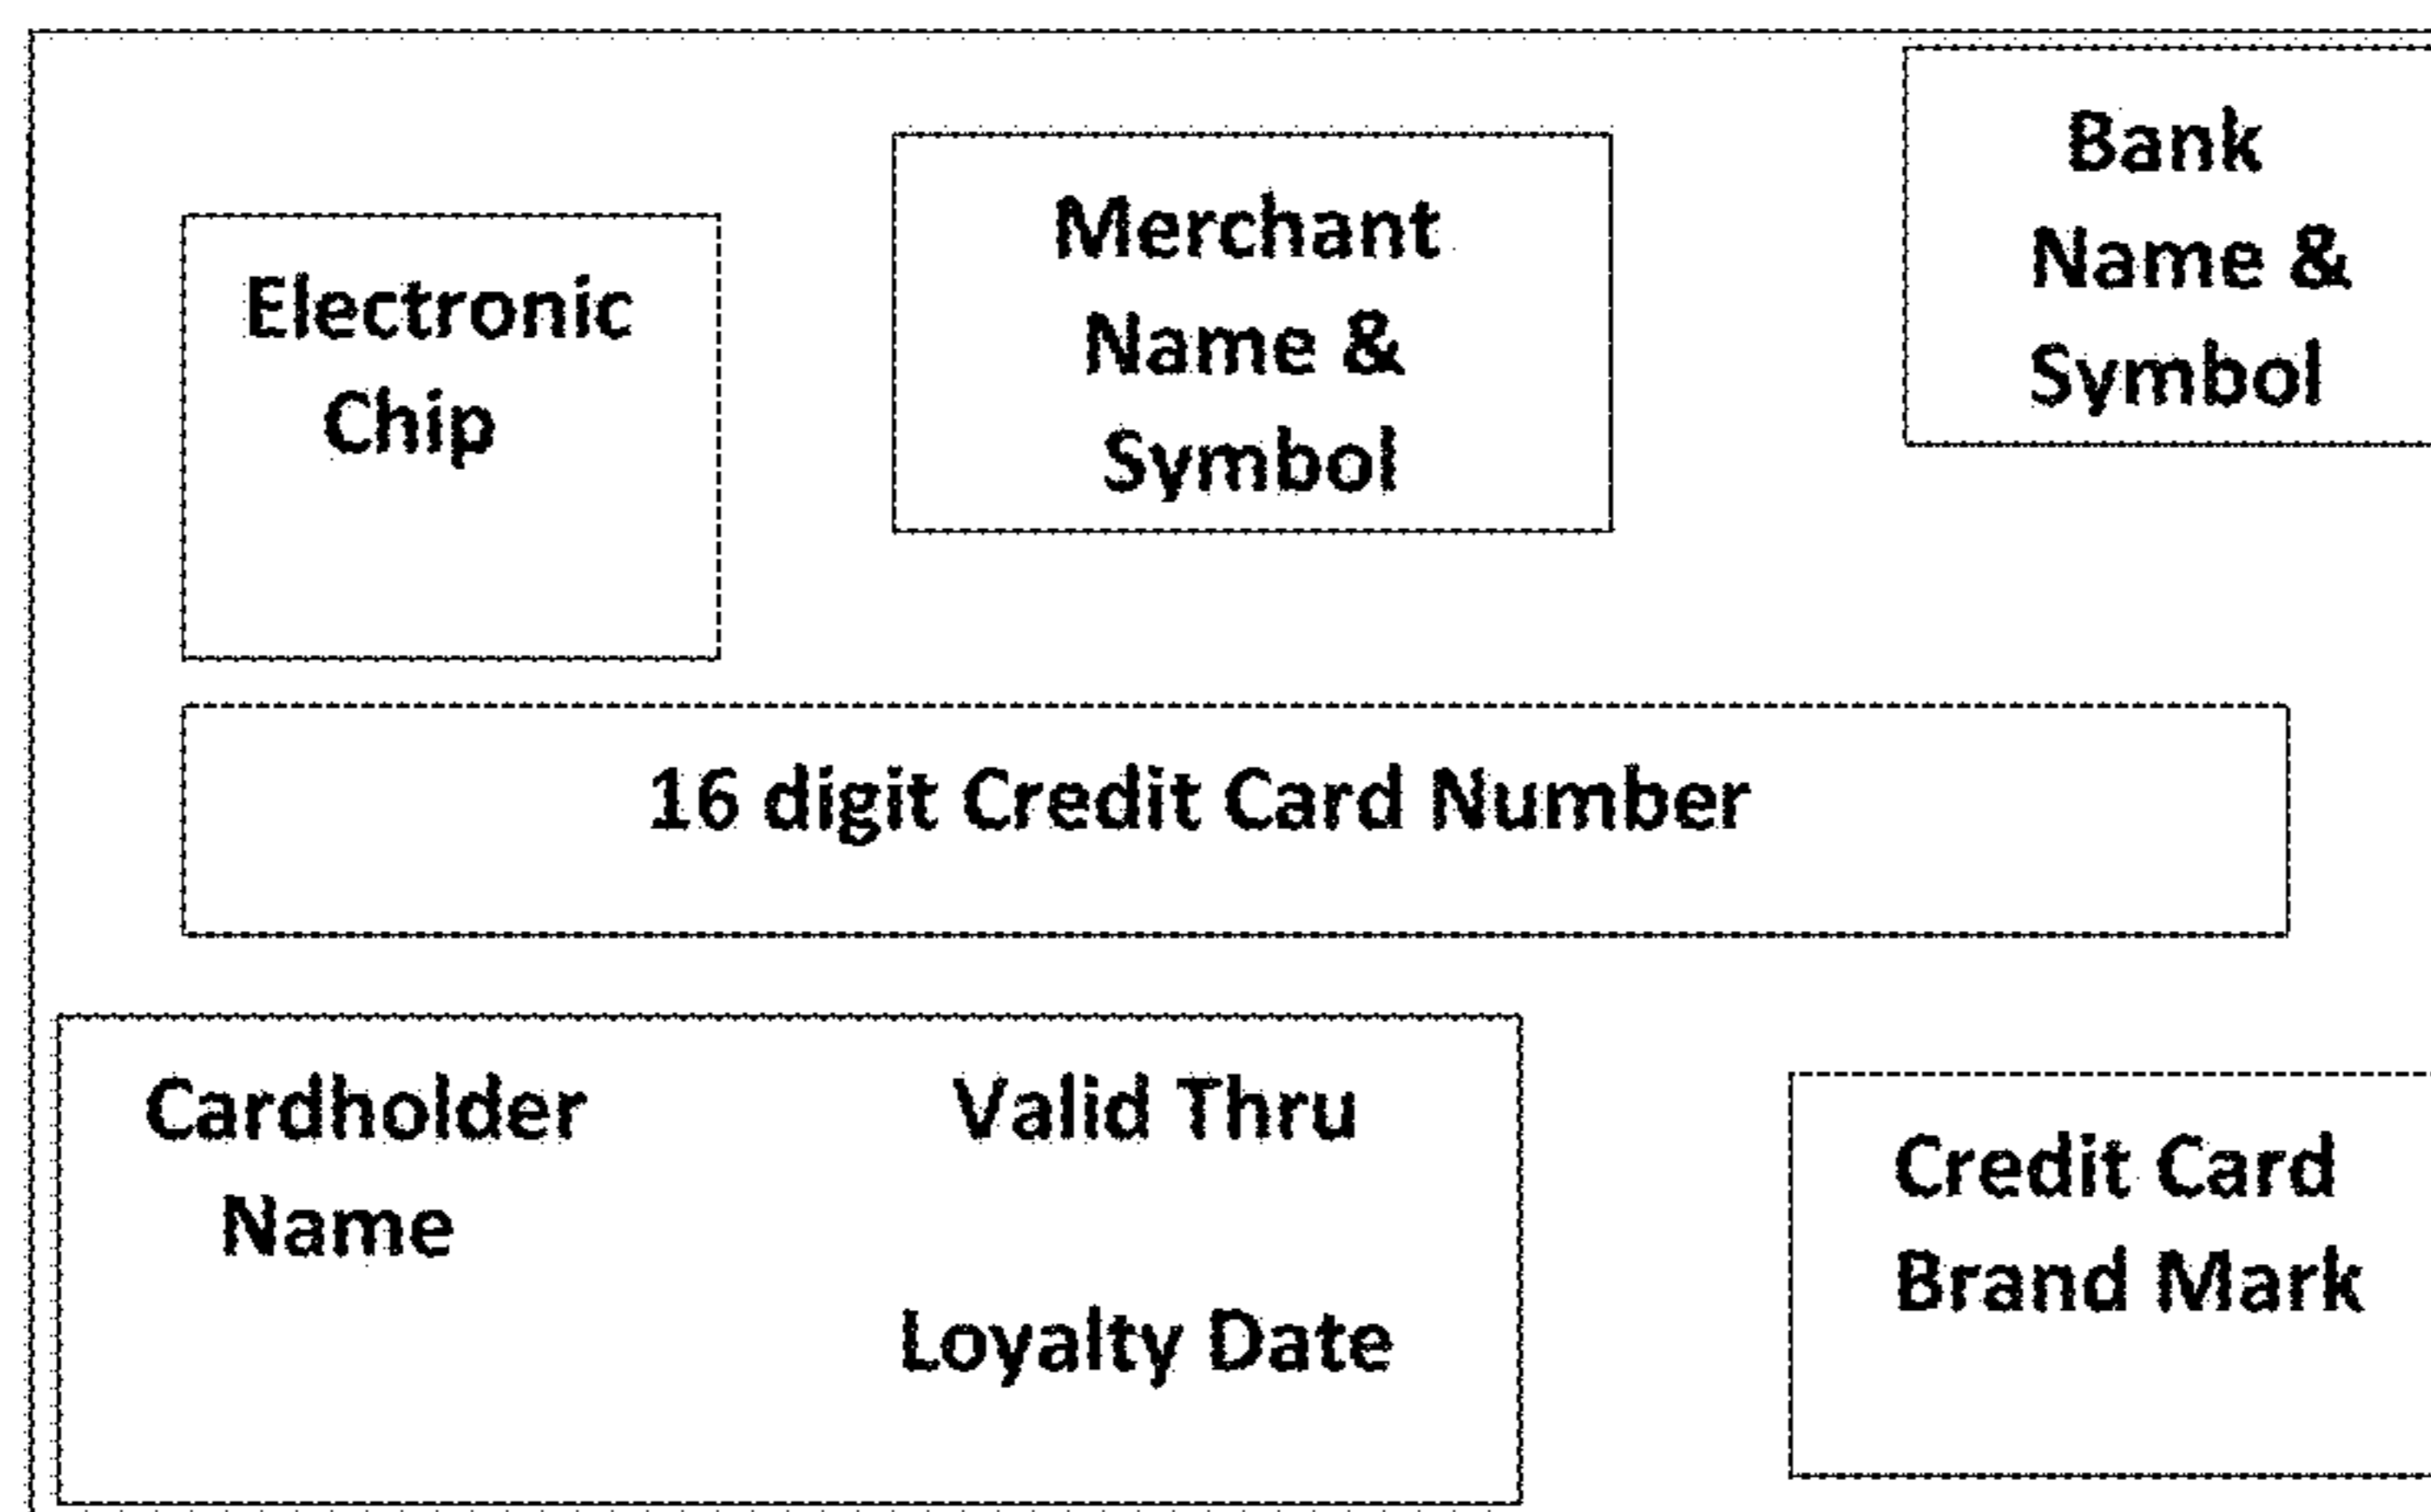 Electronic
Chip
Merchant
Name &
Symbol
Bank
Name &
Symbol
16 digit Credit Card Number
Cardholder
Name
Valid Thru
Loyalty Date
Credit Card
Brand Mark